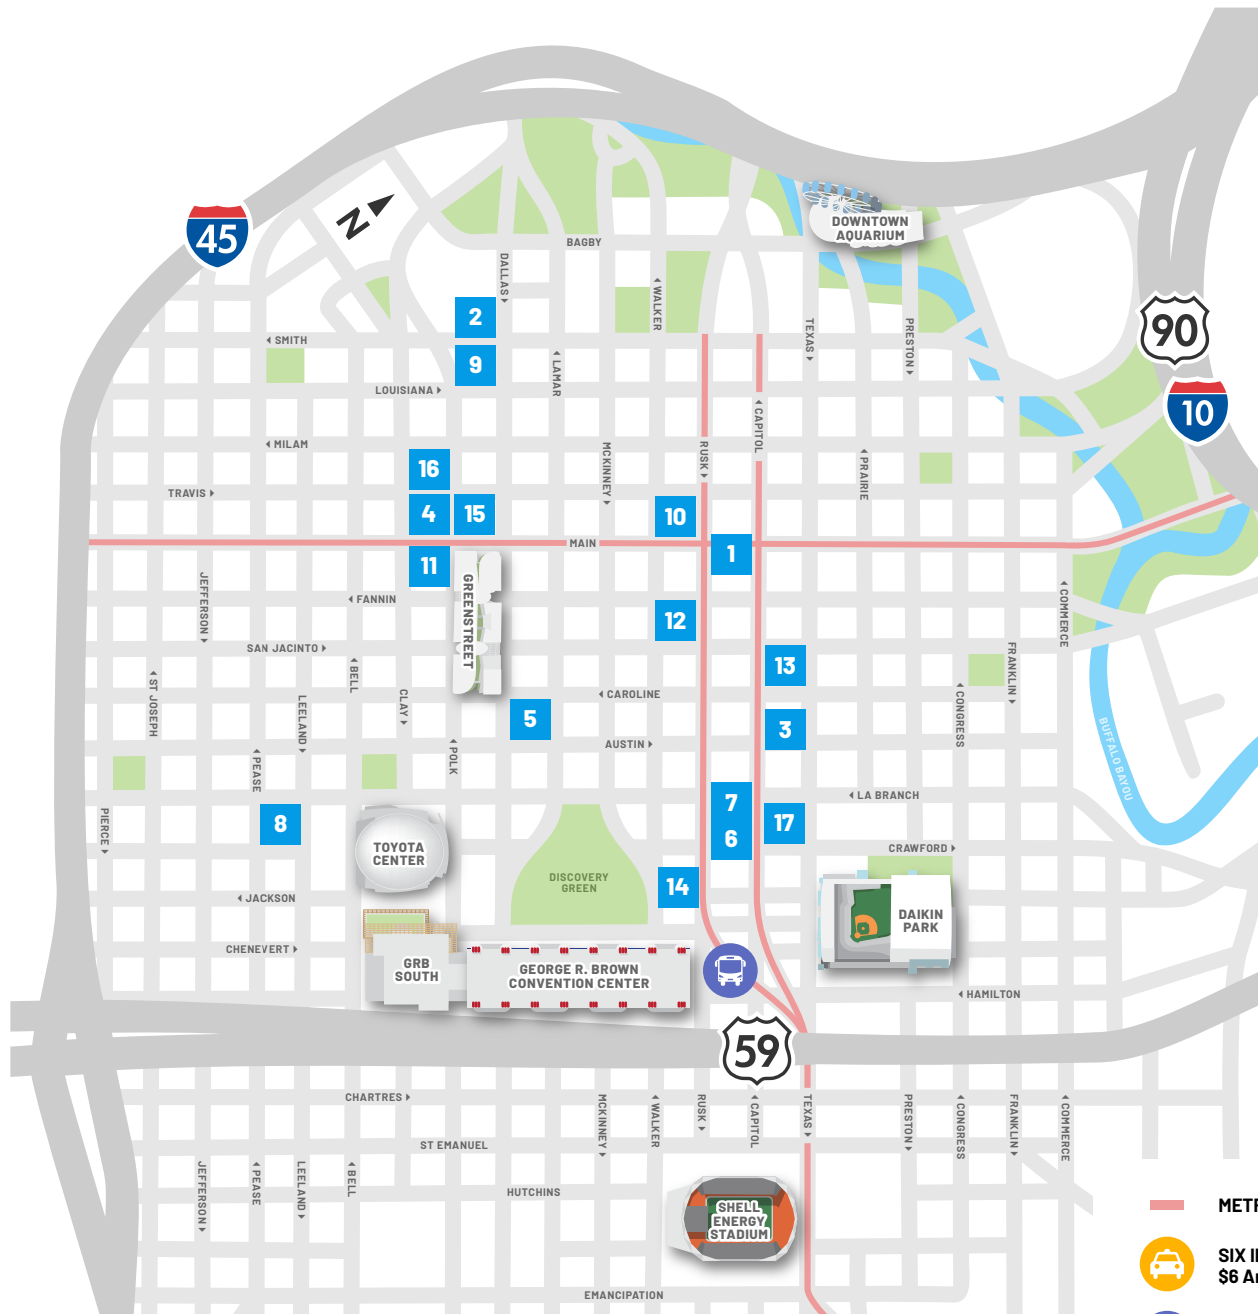 45
N
DOWNTOWN
AQUARIUM
BAGBY
DALLAS
WALKER
2
TEXAS
PRESTON
90
SMITH
9
LAMAR
LOUISIANA
10
CAPITOL
MILAM
RUSK
MCKINNEY
PRAIRIE
16
TRAVIS
4
15
10
MAIN
1
11
GREENSTREET
JEFFERSON
FANNIN
COMMERCE
12
SAN JACINTO
BELL
13
FRANKLIN
ST JOSEPH
LEELAND
CLAY
CAROLINE
CONGRESS
5
3
BUFFALO BAYOU
PEASE
POLK
AUSTIN
7
LA BRANCH
PIERCE
8
6
17
TOYOTA
CENTER
CRAWFORD
DISCOVERY
GREEN
14
JACKSON
DAIKIN
PARK
CHENEVERT
GRB
SOUTH
GEORGE R. BROWN
CONVENTION CENTER
HAMILTON
59
CHARTRES
MCKINNEY
WALKER
RUSK
CAPITOL
TEXAS
PRESTON
CONGRESS
FRANKLIN
COMMERCE
ST EMANUEL
JEFFERSON
PEASE
LEELAND
BELL
HUTCHINS
SHELL
ENERGY
STADIUM
METR
SIX I
$6 A
EMANCIPATION